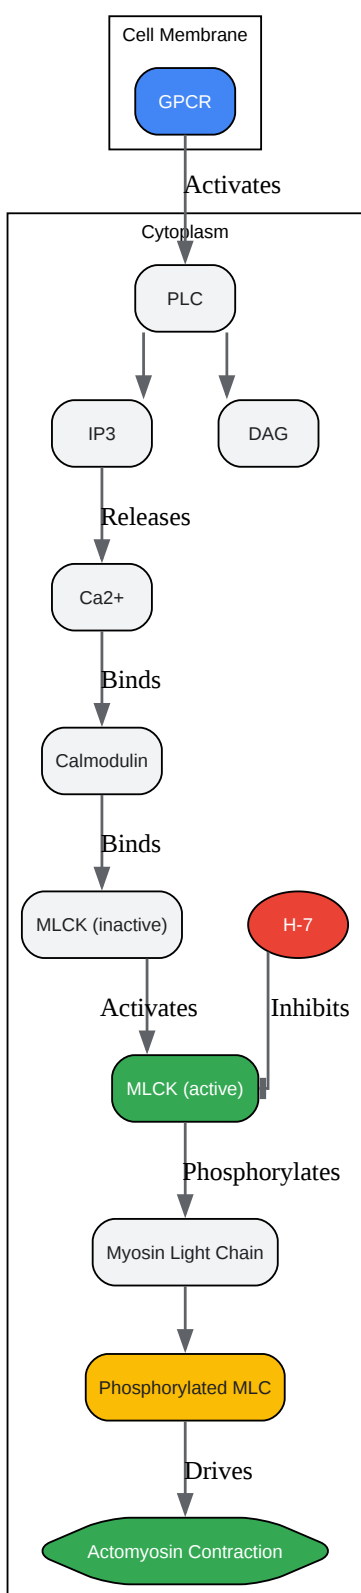 Cell Membrane
GPCR
Activates
Cytoplasm
PLC
IP3
DAG
Releases
Ca2+
Binds
Calmodulin
Binds
MLCK (inactive)
H-7
Activates
Inhibits
MLCK (active)
Phosphorylates
Myosin Light Chain
Phosphorylated MLC
Drives
Actomyosin Contraction